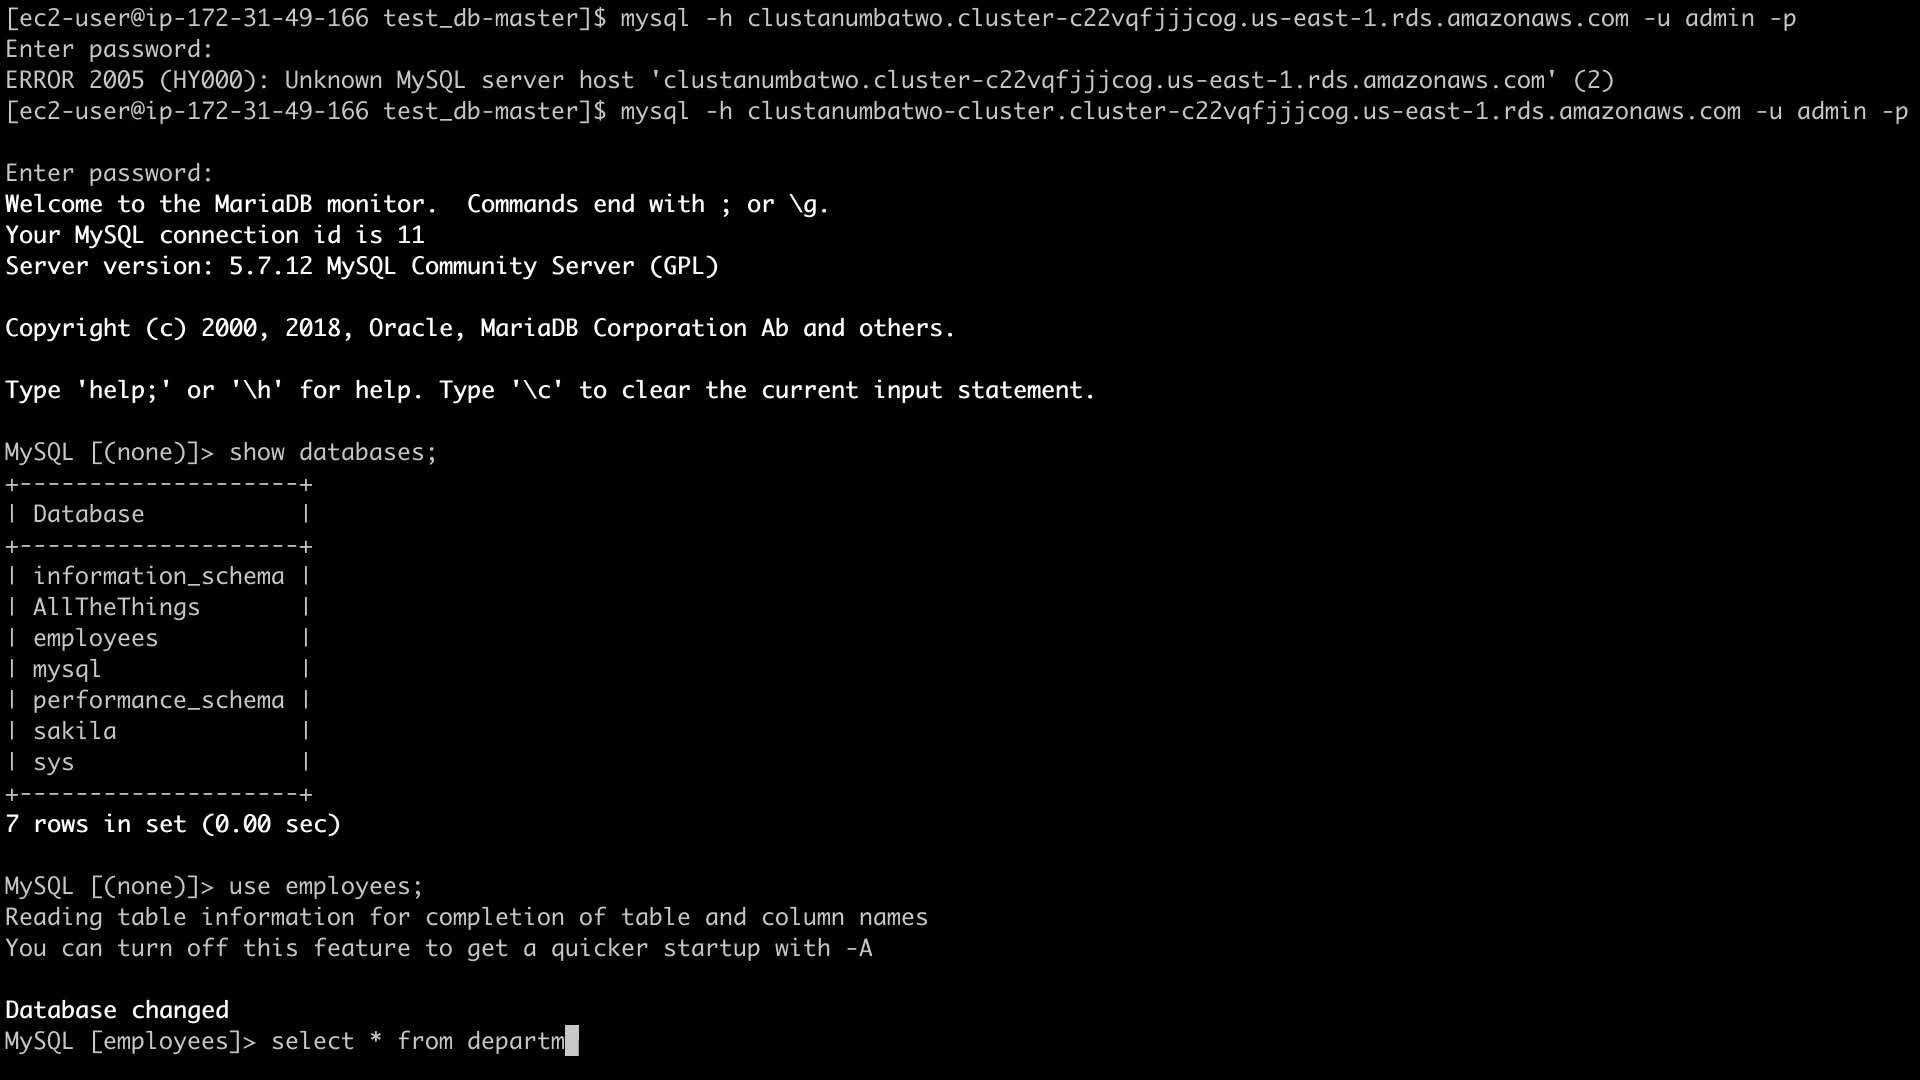 [ec2-user@ip-172-31-49-166 test_db-master]$ mysql -h clustanumbatwo.cluster-c22vqfjjjcog.us-east-1.rds.amazonaws.com -u admin -p
Enter password:
ERROR 2005 (HY000): Unknown MySQL server host 'clustanumbatwo.cluster-c22vqfjjjcog.us-east-1.rds.amazonaws.com' (2)
[ec2-user@ip-172-31-49-166 test_db-master]$ mysql -h clustanumbatwo-cluster.cluster-c22vqfjjjcog.us-east-1.rds.amazonaws.com -u admin -p
Enter password:
Welcome to the MariaDB monitor.  Commands end with ; or \g.
Your MySQL connection id is 11
Server version: 5.7.12 MySQL Community Server (GPL)
Copyright (c) 2000, 2018, Oracle, MariaDB Corporation Ab and others.
Type 'help;' or '\h' for help. Type '\c' to clear the current input statement.
MySQL [(none)]> show databases;
+--------------------+
| Database           |
+--------------------+
| information_schema |
| AllTheThings       |
| employees          |
| mysql              |
| performance_schema |
| sakila             |
| sys                |
+--------------------+
7 rows in set (0.00 sec)
MySQL [(none)]> use employees;
Reading table information for completion of table and column names
You can turn off this feature to get a quicker startup with -A
Database changed
MySQL [employees]> select * from departm